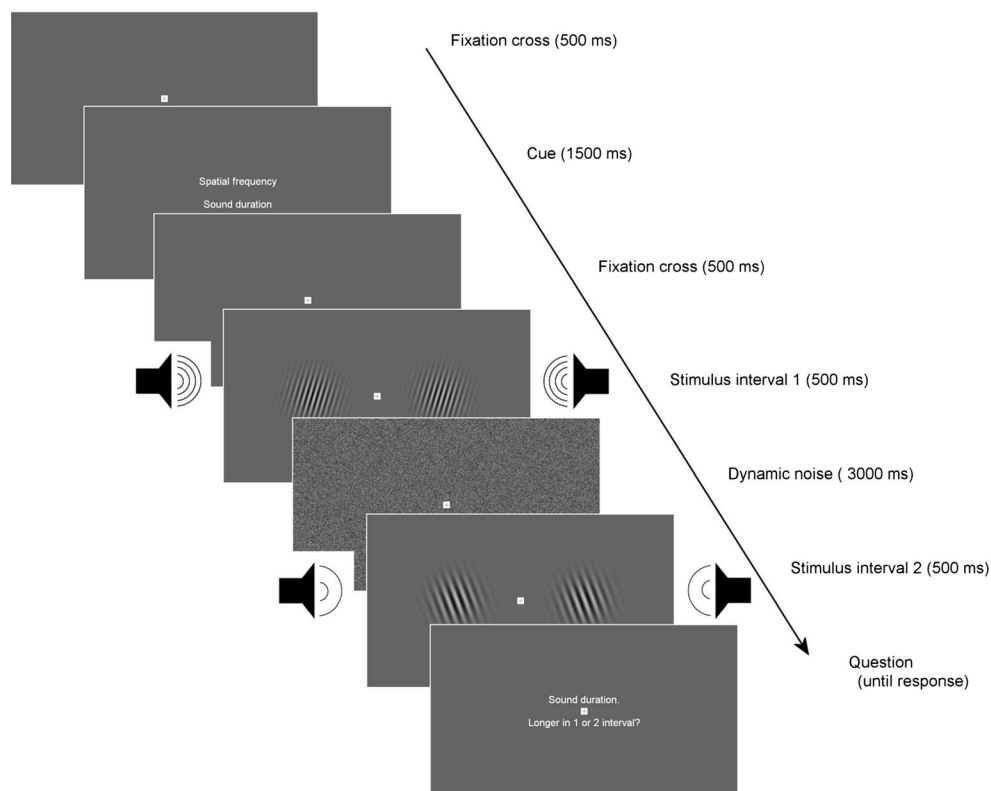 Fixation cross (500 ms)
Cue (1500 ms)
Spatial frequency
Sound duration
Fixation cross (500 ms)
Stimulus interval 1 (500 ms)
Dynamic noise ( 3000 ms)
Stimulus interval 2 (500 ms)
Question
(until response)
Sound duration.
Longer in 1 or 2 interval?